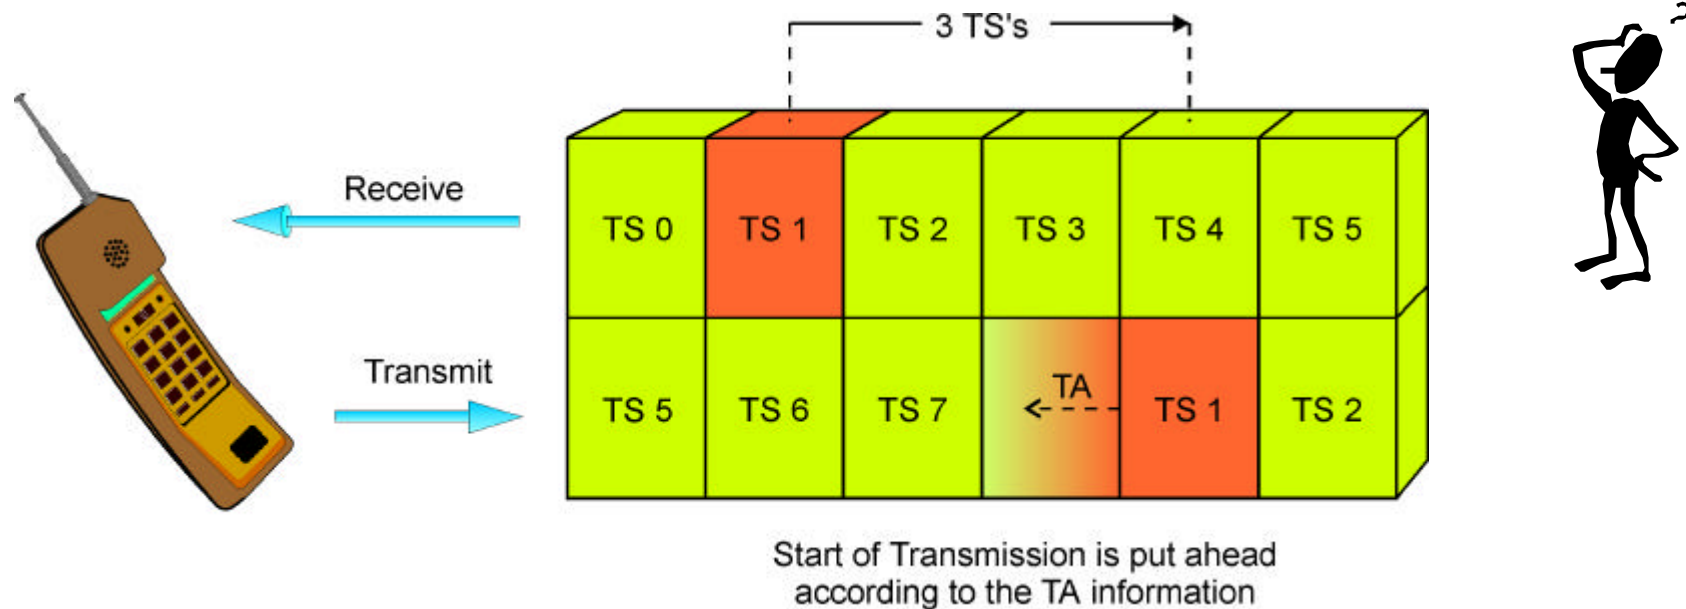 3 TS's
?
Receive
TS 0 TS 1 TS 2 TS 3 TS 4 TS 5
Transmit
TS 5 TS 6 TS 7 TA TS 1 TS 2
Start of Transmission is put ahead
according to the TA information